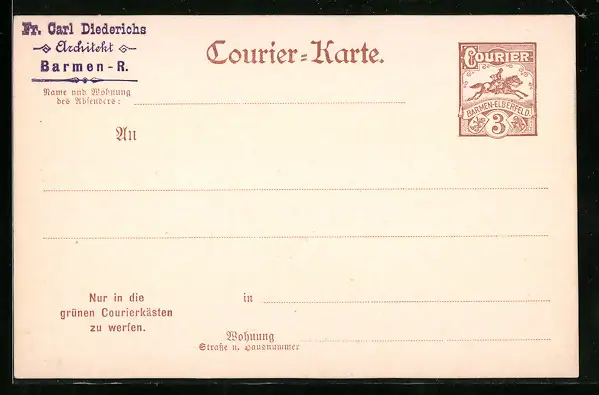 Fr. Carl Diederichs
Architekt
Barmen-R.
Courier=Karte.
Name und Wohnung
des Absenders:
COURIER
BARMEN-ELBERFELD.
3
An
Nur in die
grünen Courierkästen
zu werfen.
in
Wohnung
Straße u. Hausnummer